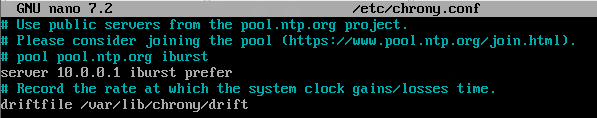 GNU nano 7.2 /etc/chrony.conf
# Use public servers from the pool.ntp.org project.
# Please consider joining the pool (https://www.pool.ntp.org/join.html).
# pool pool.ntp.org iburst
server 10.0.0.1 iburst prefer
# Record the rate at which the system clock gains/losses time.
driftfile /var/lib/chrony/drift